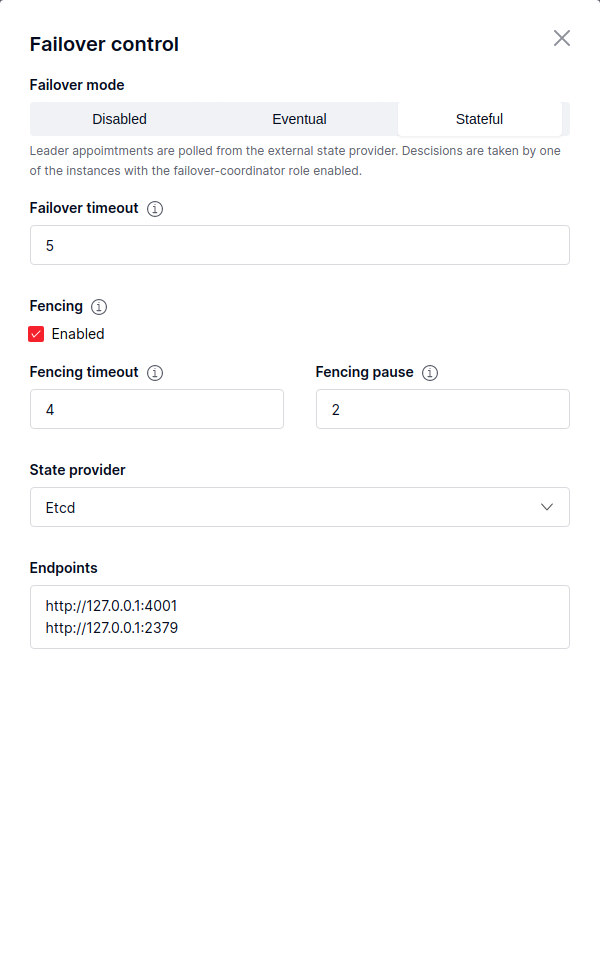 Failover control
Failover mode
Disabled Eventual Stateful
Leader appoimtments are polled from the external state provider. Descisions are taken by one
of the instances with the failover-coordinator role enabled.
Failover timeout
5
Fencing
Enabled
Fencing timeout Fencing pause
4 2
State provider
Etcd
Endpoints
http://127.0.0.1:4001
http://127.0.0.1:2379